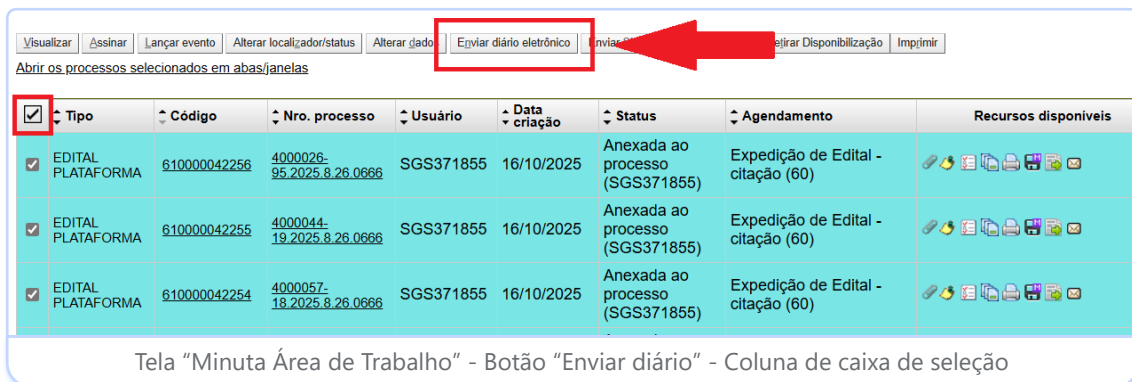 Visualizar Assinar Lançar evento Alterar localizador/status Alterar dados Enviar diário eletrônico Disponibilização Imprimir
Abrir os processos selecionados em abas/janelas
Tipo Código Nro. processo Usuário Data criação Status Agendamento Recursos disponíveis
EDITAL PLATAFORMA 610000042256 4000026-95.2025.8.26.0666 SGS371855 16/10/2025 Anexada ao processo (SGS371855) Expedição de Edital - citação (60)
EDITAL PLATAFORMA 610000042255 4000044-19.2025.8.26.0666 SGS371855 16/10/2025 Anexada ao processo (SGS371855) Expedição de Edital - citação (60)
EDITAL PLATAFORMA 610000042254 4000057-18.2025.8.26.0666 SGS371855 16/10/2025 Anexada ao processo (SGS371855) Expedição de Edital - citação (60)
Tela “Minuta Área de Trabalho” - Botão “Enviar diário” - Coluna de caixa de seleção